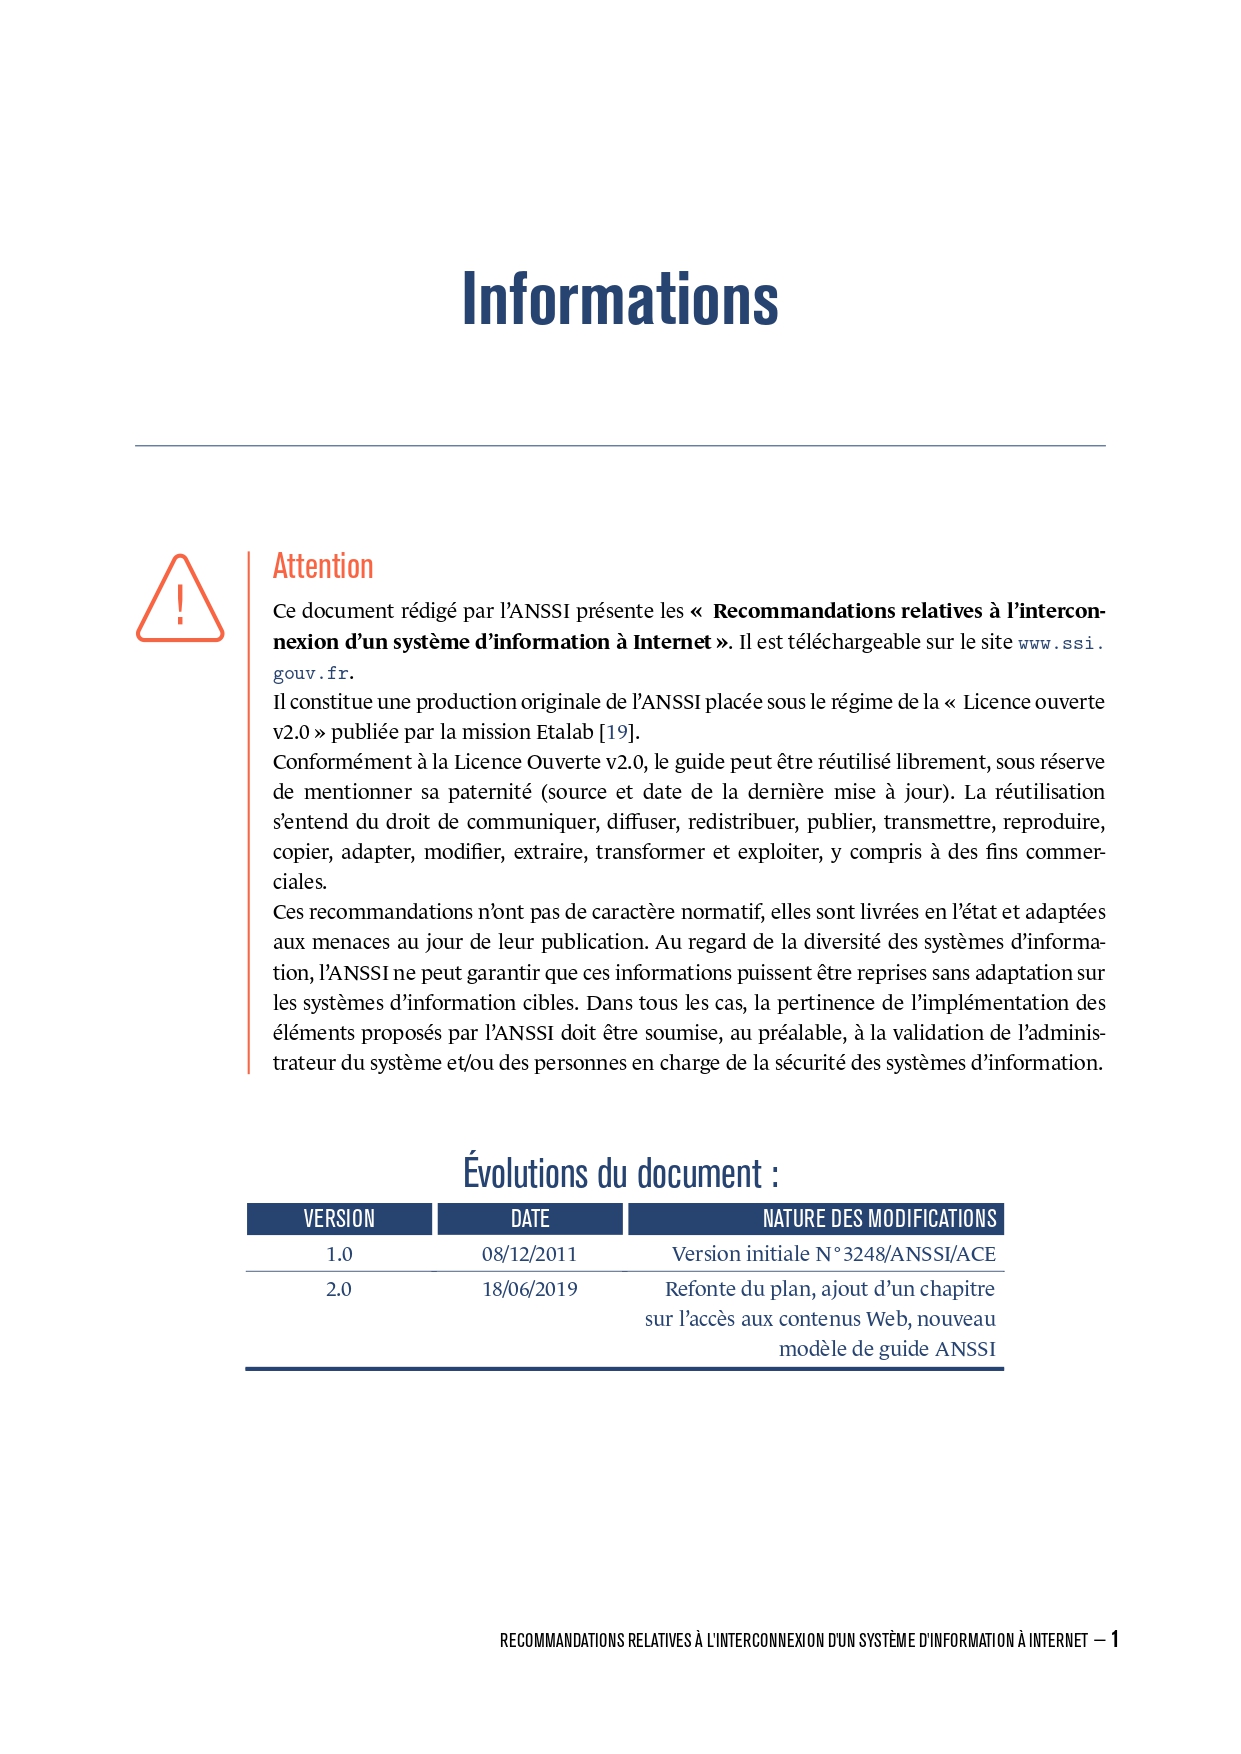 Informations
Attention
Ce document rédigé par l'ANSSI présente les « Recommandations relatives à l'intercon-
nexion d'un système d'information à Internet ». Il est téléchargeable sur le site www.ssi.
gouv.fr.
Il constitue une production originale de l'ANSSI placée sous le régime de la « Licence ouverte
v2.0 » publiée par la mission Etalab [19].
Conformément à la Licence Ouverte v2.0, le guide peut être réutilisé librement, sous réserve
de mentionner sa paternité (source et date de la dernière mise à jour). La réutilisation
s'entend du droit de communiquer, diffuser, redistribuer, publier, transmettre, reproduire,
copier, adapter, modifier, extraire, transformer et exploiter, y compris à des fins commer-
ciales.
Ces recommandations n'ont pas de caractère normatif, elles sont livrées en l'état et adaptées
aux menaces au jour de leur publication. Au regard de la diversité des systèmes d'informa-
tion, l'ANSSI ne peut garantir que ces informations puissent être reprises sans adaptation sur
les systèmes d'information cibles. Dans tous les cas, la pertinence de l'implémentation des
éléments proposés par l'ANSSI doit être soumise, au préalable, à la validation de l'adminis-
trateur du système et/ou des personnes en charge de la sécurité des systèmes d'information.
Évolutions du document :
VERSION DATE NATURE DES MODIFICATIONS
1.0 08/12/2011 Version initiale N°3248/ANSSI/ACE
2.0 18/06/2019 Refonte du plan, ajout d'un chapitre
sur l'accès aux contenus Web, nouveau
modèle de guide ANSSI
RECOMMANDATIONS RELATIVES À L'INTERCONNEXION D'UN SYSTÈME D'INFORMATION À INTERNET – 1